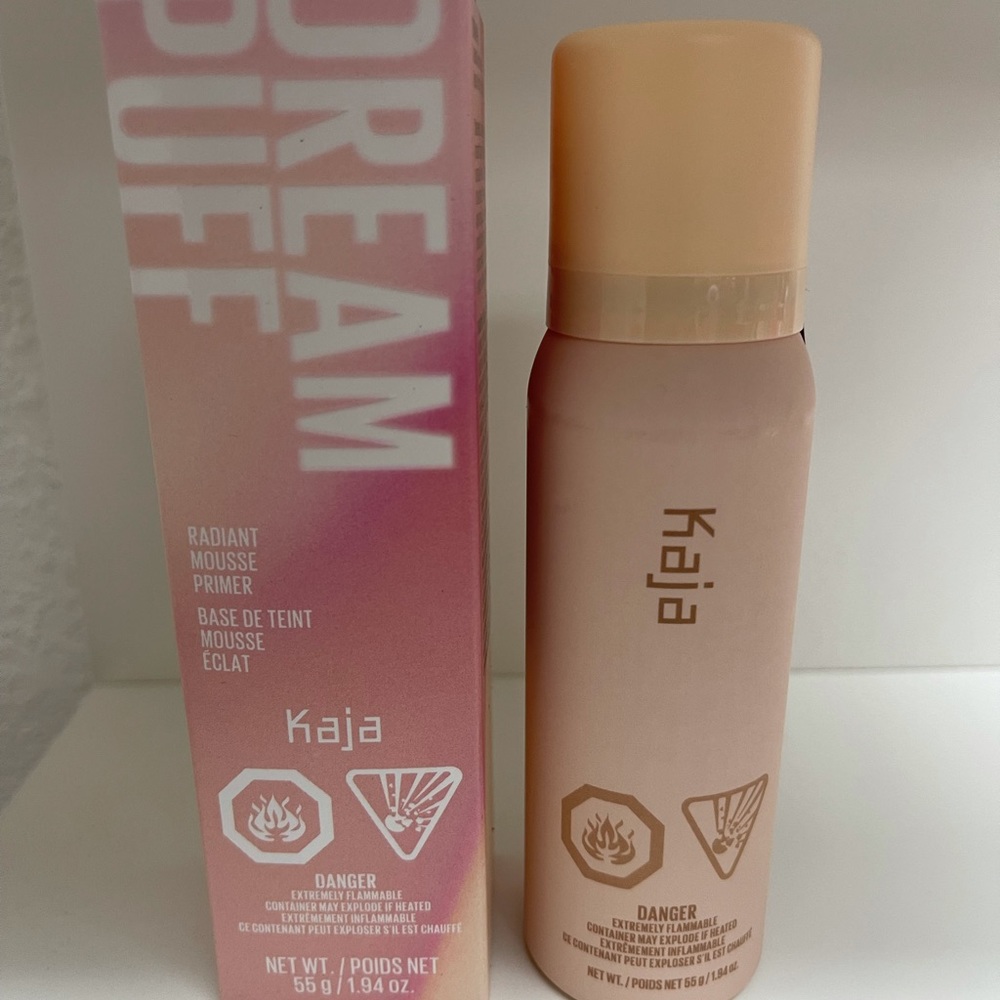 DREAM
PUFF
RADIANT
MOUSSE
PRIMER
BASE DE TEINT
MOUSSE
ÉCLAT
Kaja
DANGER
EXTREMELY FLAMMABLE
CONTAINER MAY EXPLODE IF HEATED
EXTRÊMEMENT INFLAMMABLE
CE CONTENANT PEUT EXPLOSER S'IL EST CHAUFFÉ
NET WT. / POIDS NET
55 g / 1.94 oz.
Kaja
DANGER
EXTREMELY FLAMMABLE
CONTAINER MAY EXPLODE IF HEATED
EXTRÊMEMENT INFLAMMABLE
CE CONTENANT PEUT EXPLOSER S'IL EST CHAUFFÉ
NET WT. / POIDS NET 55 g / 1.94 oz.